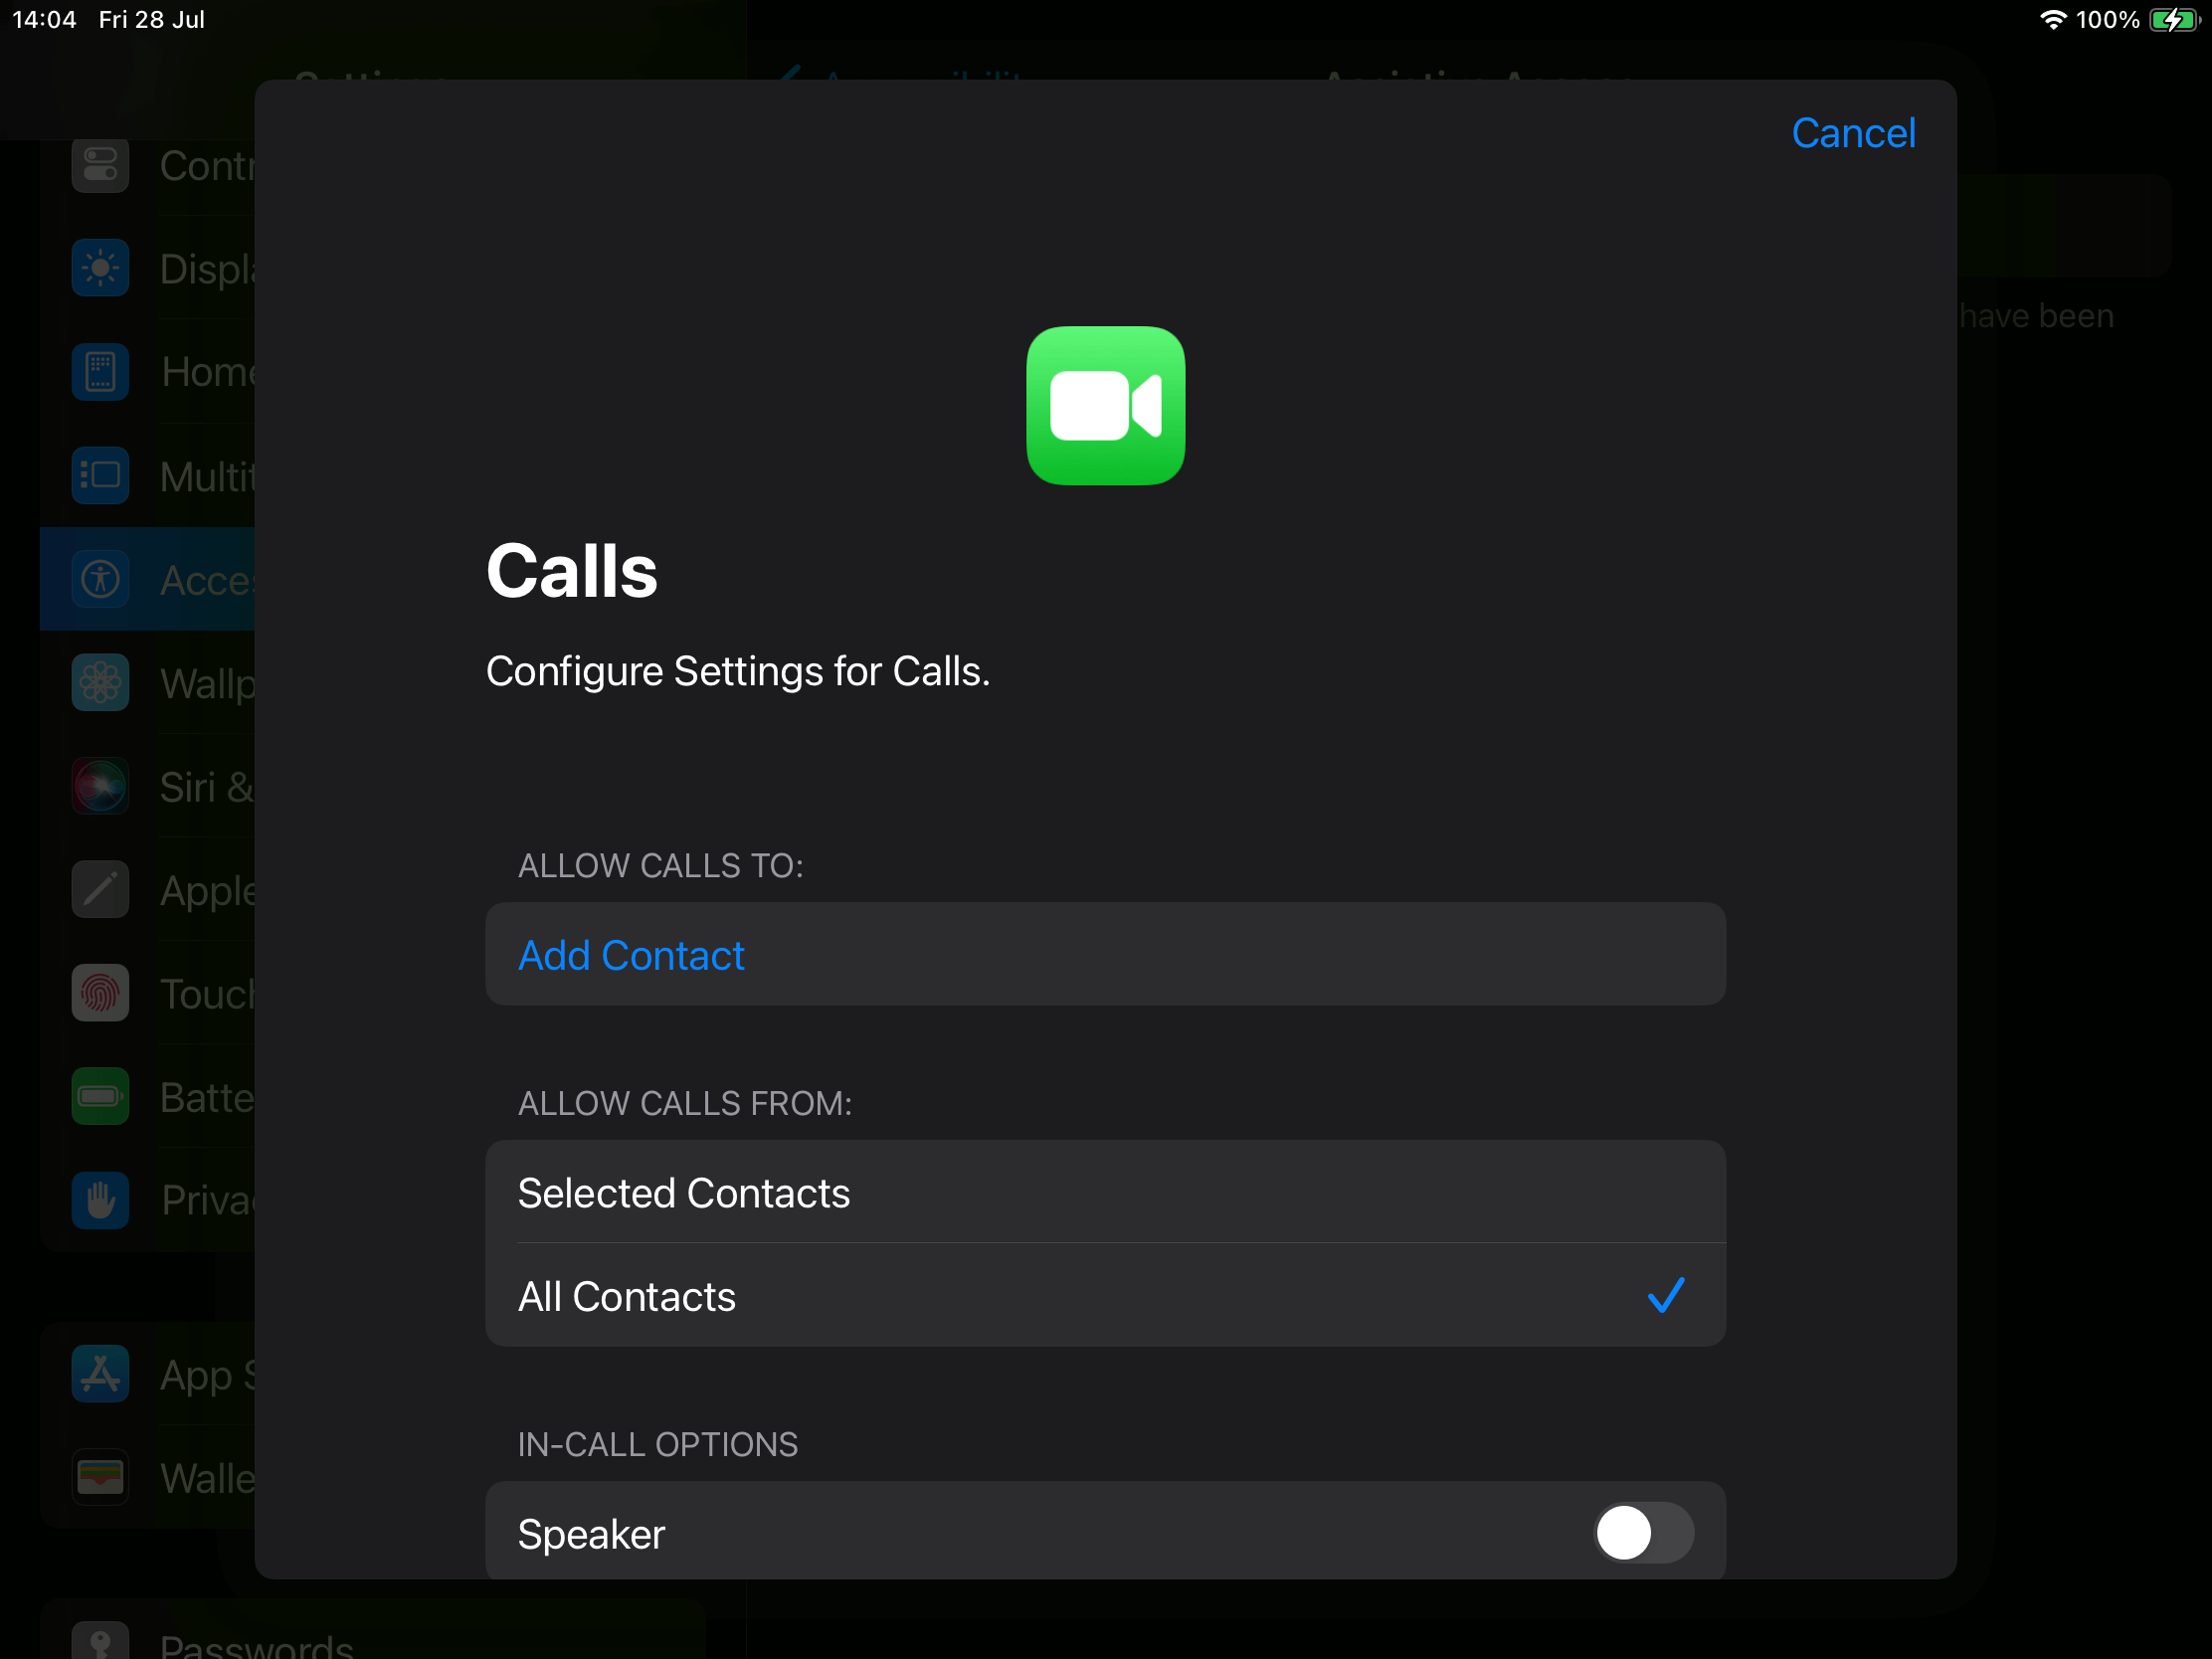 14:04 Fri 28 Jul
100%
Cancel
have been
Calls
Configure Settings for Calls.
ALLOW CALLS TO:
Add Contact
ALLOW CALLS FROM:
Selected Contacts
All Contacts
IN-CALL OPTIONS
Speaker
Contr
Displa
Home
Multit
Acces
Wallp
Siri &
Apple
Touch
Batte
Priva
App S
Walle
Passwords